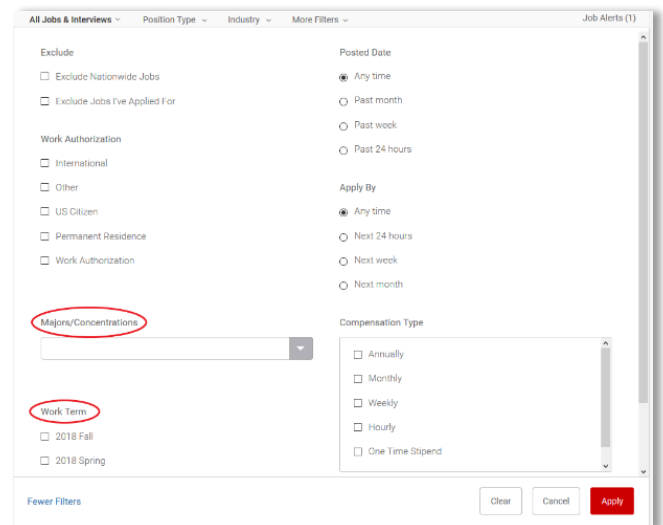 All Jobs & Interviews Position Type Industry More Filters Job Alerts (1)
Exclude
Exclude Nationwide Jobs
Exclude Jobs I've Applied For
Work Authorization
International
Other
US Citizen
Permanent Residence
Work Authorization
Majors/Concentrations
Work Term
2018 Fall
2018 Spring
Posted Date
Any time
Past month
Past week
Past 24 hours
Apply By
Any time
Next 24 hours
Next week
Next month
Compensation Type
Annually
Monthly
Weekly
Hourly
One Time Stipend
Fewer Filters Clear Cancel Apply